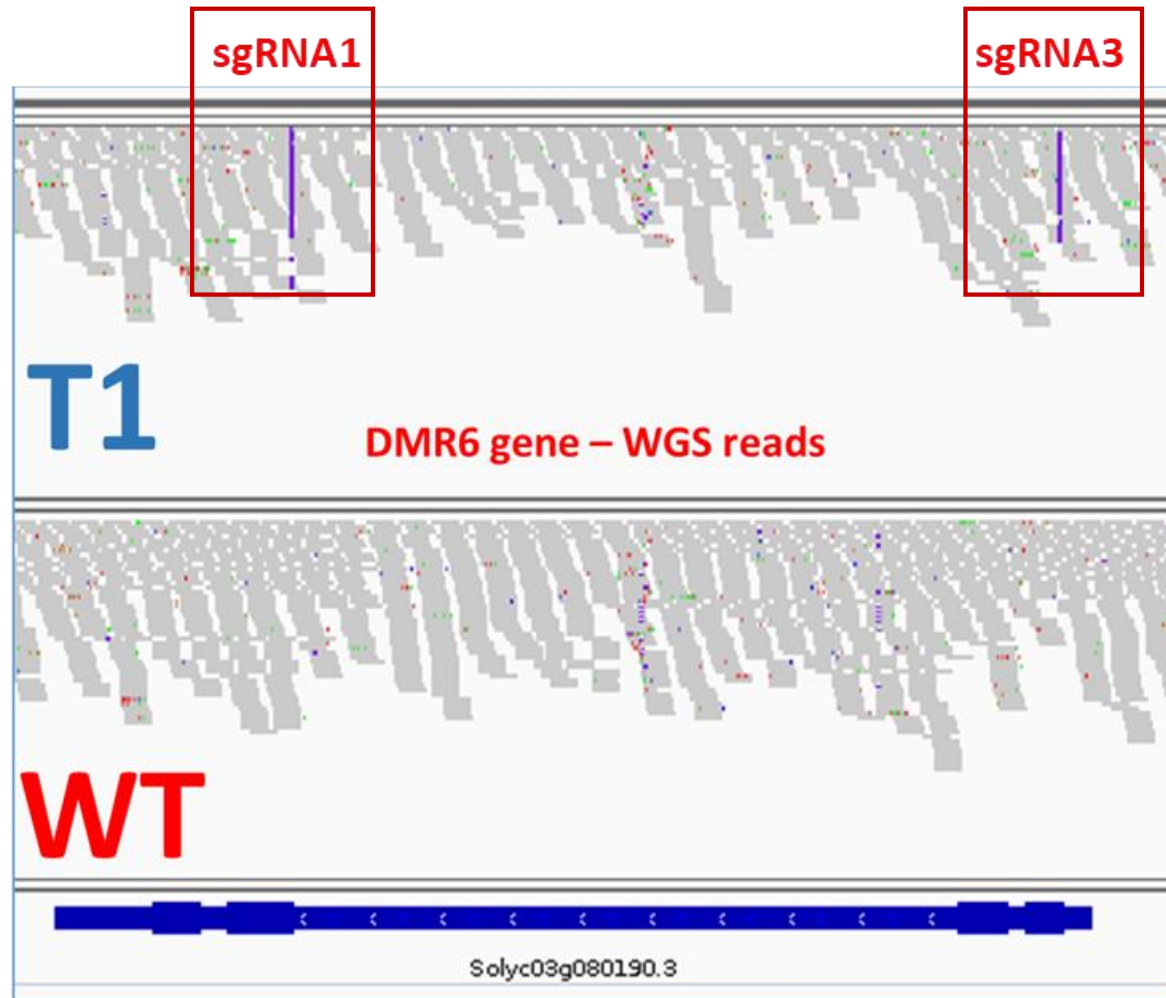 sgRNA1
sgRNA3
T1
DMR6 gene – WGS reads
WT
Solyc03g080190.3